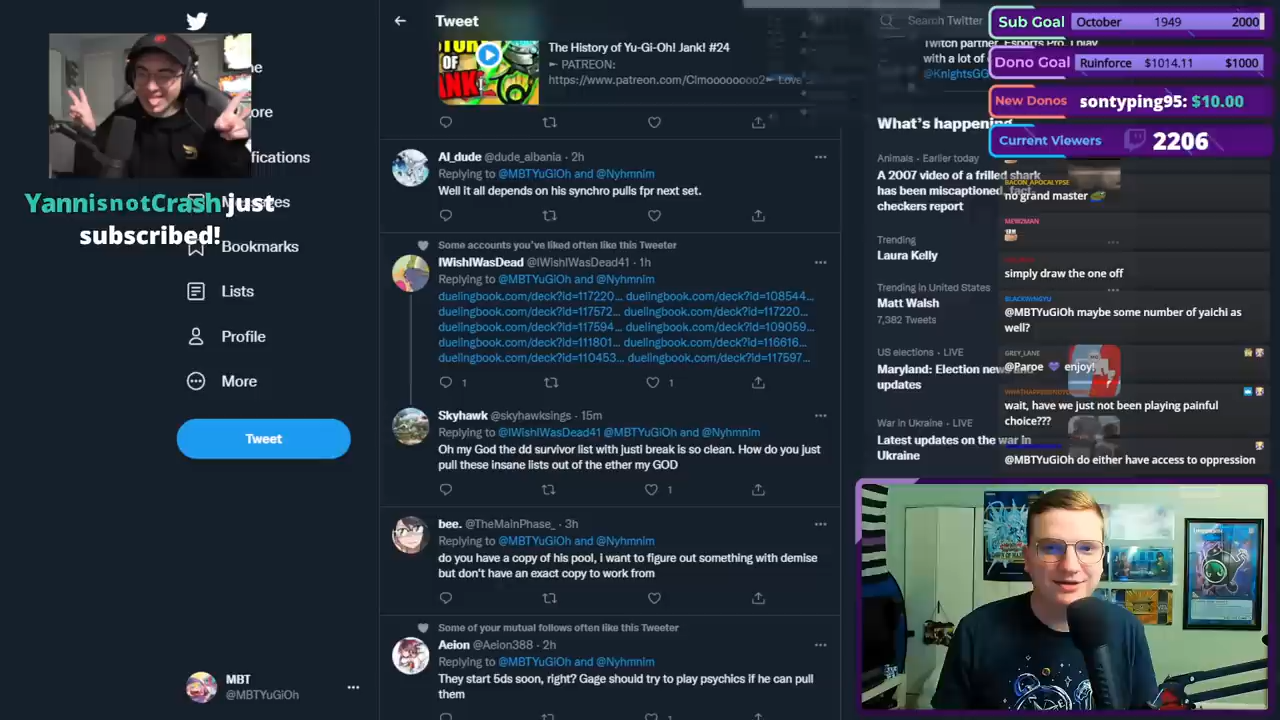 Tweet
Search Twitter
Sub Goal
October 1949 2000
Dono Goal
Ruinforce $1014.11 $1000
New Donos
sontyping95: $10.00
Current Viewers
2206
YannisnotCrash just
subscribed!
Bookmarks
Lists
Profile
More
Tweet
MBT
@MBTYuGiOh
The History of Yu-Gi-Oh! Jank! #24
► PATREON:
https://www.patreon.com/Cimooooooo2► Love
Al_dude @dude_albania · 2h
Replying to @MBTYuGiOh and @Nyhmnim
Well it all depends on his synchro pulls fpr next set.
Some accounts you've liked often like this Tweeter
IWishIWasDead @IWishIWasDead41 · 1h
Replying to @MBTYuGiOh and @Nyhmnim
duelingbook.com/deck?id=117220... duelingbook.com/deck?id=108544...
duelingbook.com/deck?id=117572... duelingbook.com/deck?id=117220...
duelingbook.com/deck?id=117594... duelingbook.com/deck?id=109059...
duelingbook.com/deck?id=111801... duelingbook.com/deck?id=116616...
duelingbook.com/deck?id=110453... duelingbook.com/deck?id=117597...
1 1
Skyhawk @skyhawksings · 15m
Replying to @IWishIWasDead41 @MBTYuGiOh and @Nyhmnim
Oh my God the dd survivor list with justi break is so clean. How do you just
pull these insane lists out of the ether my GOD
1
bee. @TheMainPhase_ · 3h
Replying to @MBTYuGiOh and @Nyhmnim
do you have a copy of his pool, i want to figure out something with demise
but don't have an exact copy to work from
Some of your mutual follows often like this Tweeter
Aeion @Aeion388 · 2h
Replying to @MBTYuGiOh and @Nyhmnim
They start 5ds soon, right? Gage should try to play psychics if he can pull
them
Twitch partner, Esports Pro. I play
with a lot of
@KnightsGG
What's happening
Animals · Earlier today
A 2007 video of a frilled shark
has been miscaptioned, fact-
checkers report
Trending
Laura Kelly
Trending in United States
Matt Walsh
7,382 Tweets
US elections · LIVE
Maryland: Election news and
updates
War in Ukraine · LIVE
Latest updates on the war in
Ukraine
BACON_APOCALYPSE
no grand master
MEW2MAN
simply draw the one off
BLACKWINGYU
@MBTYuGiOh maybe some number of yaichi as
well?
GREY_LANE
@Paroe 💜 enjoy!
wait, have we just not been playing painful
choice???
@MBTYuGiOh do either have access to oppression